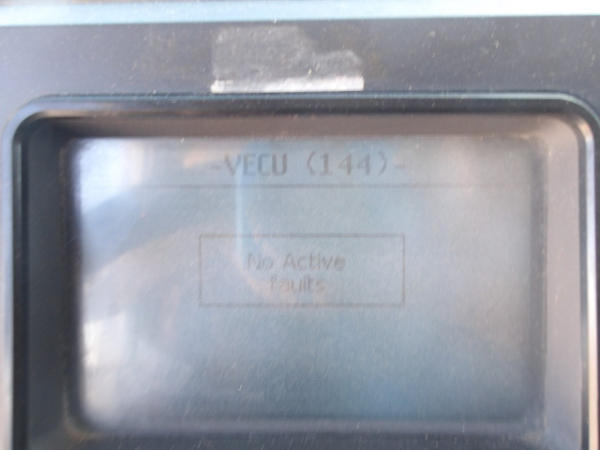 -VECU (144)-
No Active
faults